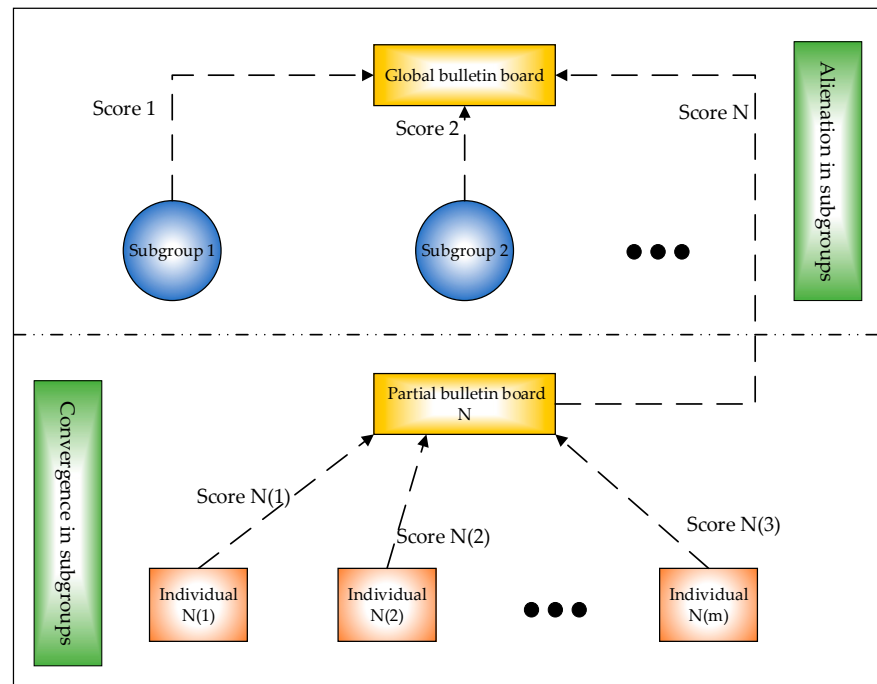 Global bulletin board
Score 1
Score 2
Score N
Alienation in subgroups
Subgroup 1
Subgroup 2
Partial bulletin board
N
Convergence in subgroups
Score N(1)
Score N(2)
Score N(3)
Individual
N(1)
Individual
N(2)
Individual
N(m)